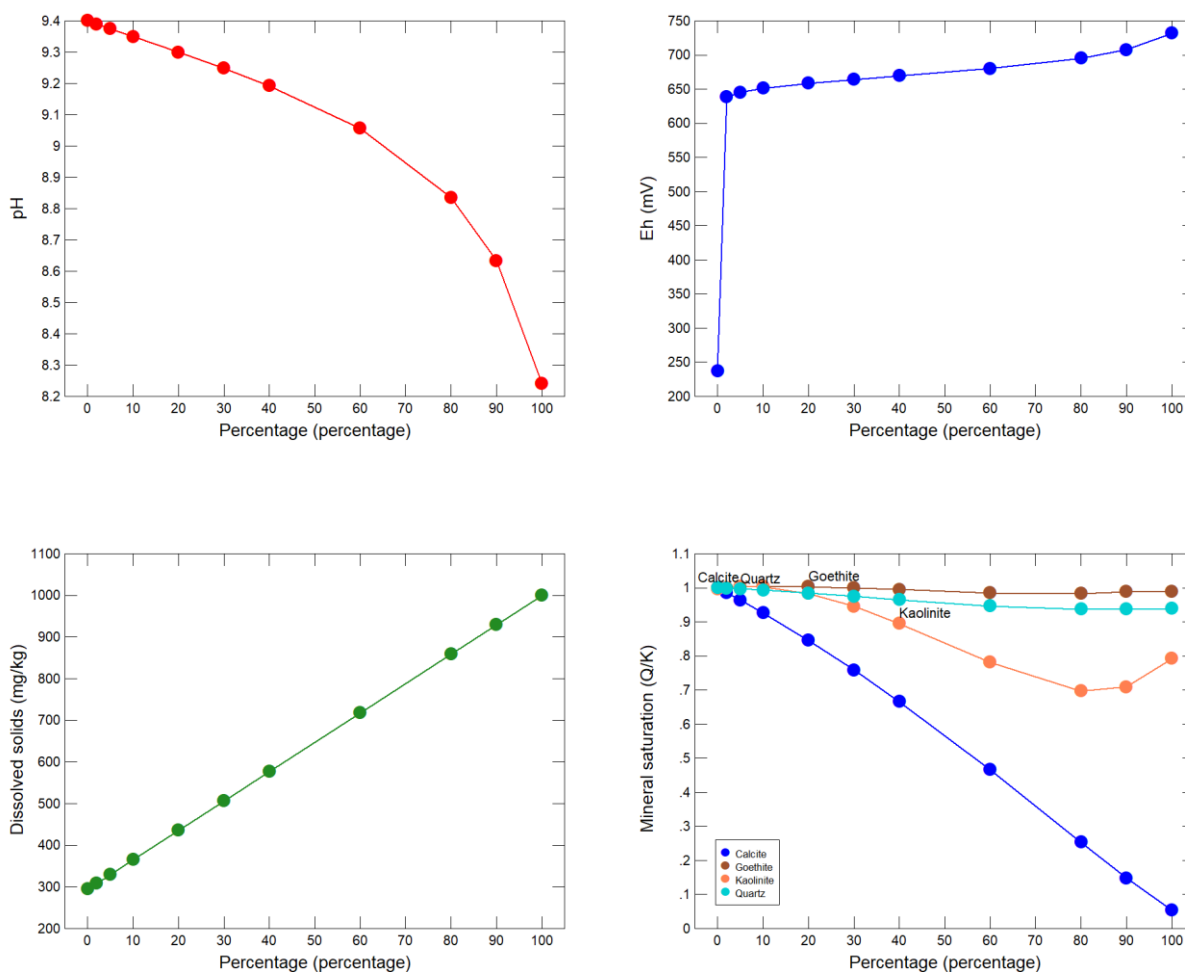 9.4
9.3
9.2
9.1
9
8.9
8.8
8.7
8.6
8.5
8.4
8.3
8.2
pH
0 10 20 30 40 50 60 70 80 90 100
Percentage (percentage)
750
700
650
600
550
500
450
400
350
300
250
200
Eh (mV)
0 10 20 30 40 50 60 70 80 90 100
Percentage (percentage)
1100
1000
900
800
700
600
500
400
300
200
Dissolved solids (mg/kg)
0 10 20 30 40 50 60 70 80 90 100
Percentage (percentage)
1.1
1
.9
.8
.7
.6
.5
.4
.3
.2
.1
0
Mineral saturation (Q/K)
Calcite Quartz Goethite
Kaolinite
Calcite
Goethite
Kaolinite
Quartz
0 10 20 30 40 50 60 70 80 90 100
Percentage (percentage)